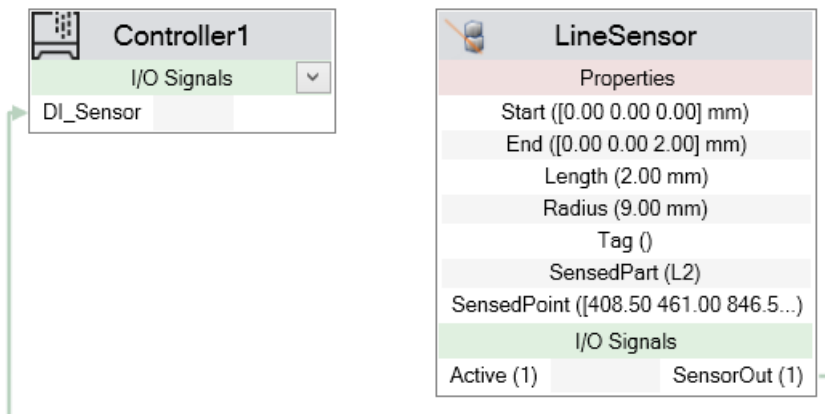 Controller1
I/O Signals
DI_Sensor
LineSensor
Properties
Start ([0.00 0.00 0.00] mm)
End ([0.00 0.00 2.00] mm)
Length (2.00 mm)
Radius (9.00 mm)
Tag ()
SensedPart (L2)
SensedPoint ([408.50 461.00 846.5...)
I/O Signals
Active (1) SensorOut (1)